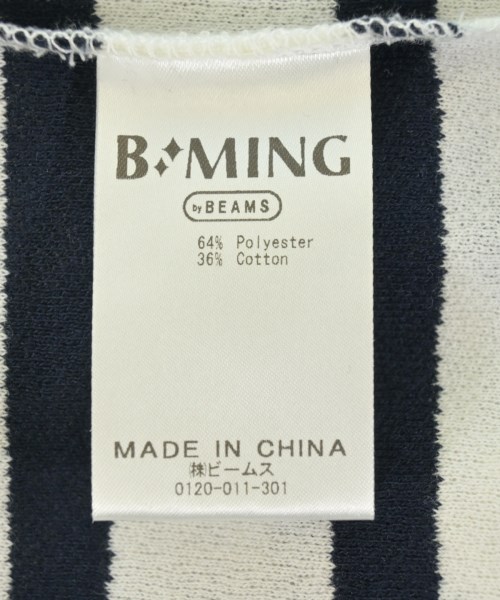 B MING
by BEAMS
64% Polyester
36% Cotton
MADE IN CHINA
㈱ビームス
0120-011-301